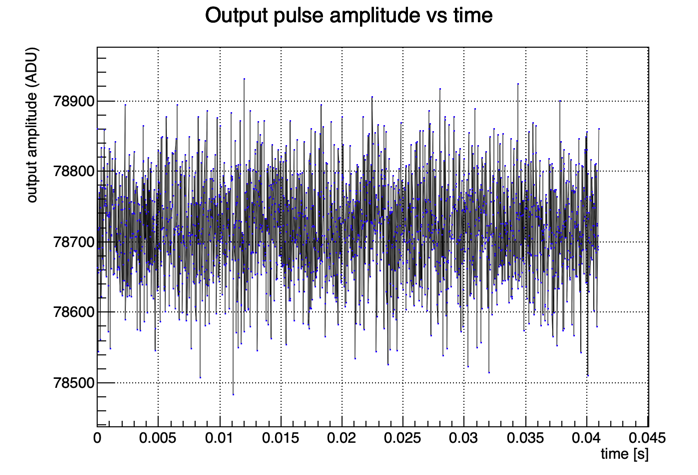 Output pulse amplitude vs time
output amplitude (ADU)
78900
78800
78700
78600
78500
0 0.005 0.01 0.015 0.02 0.025 0.03 0.035 0.04 0.045
time [s]